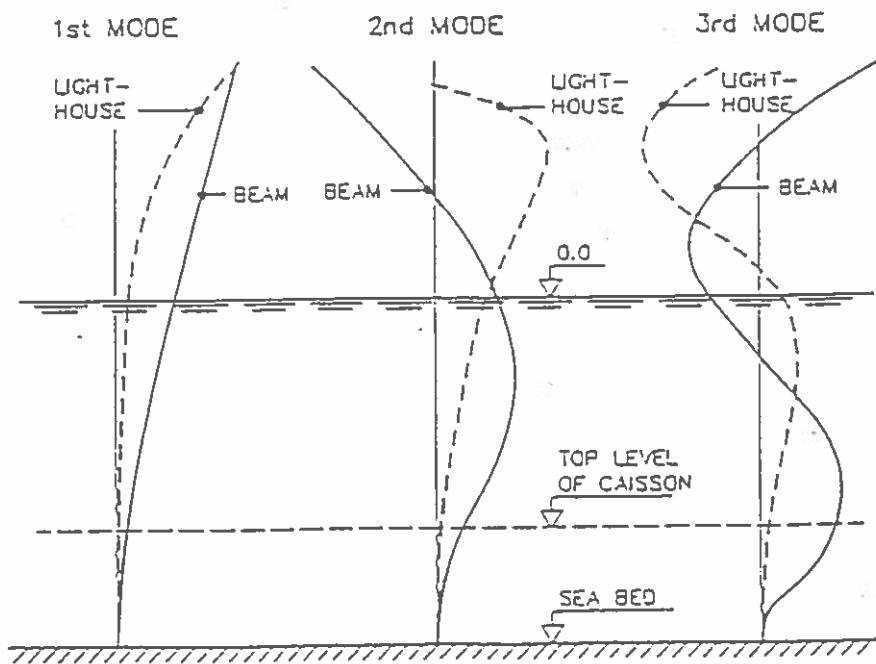 1st MODE
2nd MODE
3rd MODE
LIGHT-
HOUSE
LIGHT-
HOUSE
LIGHT-
HOUSE
BEAM
BEAM
BEAM
0.0
TOP LEVEL
OF CAISSON
SEA BED